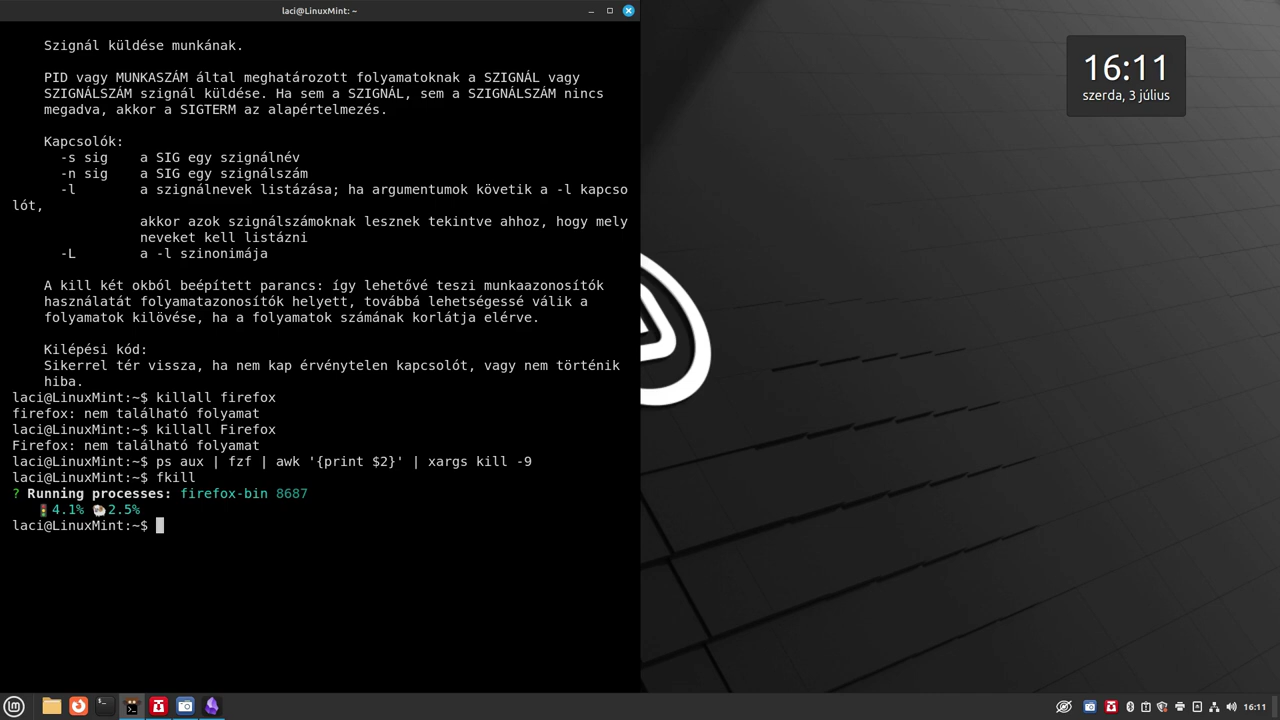 laci@LinuxMint: ~
Szignál küldése munkának.
PID vagy MUNKASZÁM által meghatározott folyamatoknak a SZIGNÁL vagy
SZIGNÁLSZÁM szignál küldése. Ha sem a SZIGNÁL, sem a SZIGNÁLSZÁM nincs
megadva, akkor a SIGTERM az alapértelmezés.
Kapcsolók:
-s sig    a SIG egy szignálnév
-n sig    a SIG egy szignálszám
-l        a szignálnevek listázása; ha argumentumok követik a -l kapcso
lót,
akkor azok szignálszámoknak lesznek tekintve ahhoz, hogy mely
neveket kell listázni
-L        a -l szinonimája
A kill két okból beépített parancs: így lehetővé teszi munkaazonosítók
használatát folyamatazonosítók helyett, továbbá lehetségessé válik a
folyamatok kilövése, ha a folyamatok számának korlátja elérve.
Kilépési kód:
Sikerrel tér vissza, ha nem kap érvénytelen kapcsolót, vagy nem történik
hiba.
laci@LinuxMint:~$ killall firefox
firefox: nem található folyamat
laci@LinuxMint:~$ killall Firefox
Firefox: nem található folyamat
laci@LinuxMint:~$ ps aux | fzf | awk '{print $2}' | xargs kill -9
laci@LinuxMint:~$ fkill
? Running processes: firefox-bin 8687
🚦4.1% 🐏2.5%
laci@LinuxMint:~$
16:11
szerda, 3 július
16:11